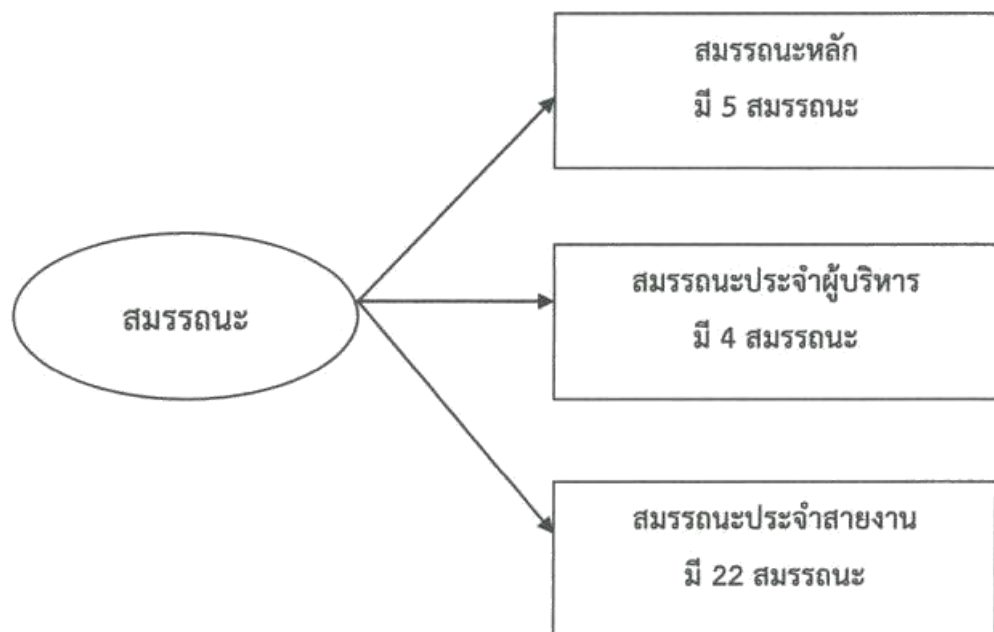 สมรรถนะหลัก
มี 5 สมรรถนะ
สมรรถนะ
สมรรถนะประจำผู้บริหาร
มี 4 สมรรถนะ
สมรรถนะประจำสายงาน
มี 22 สมรรถนะ